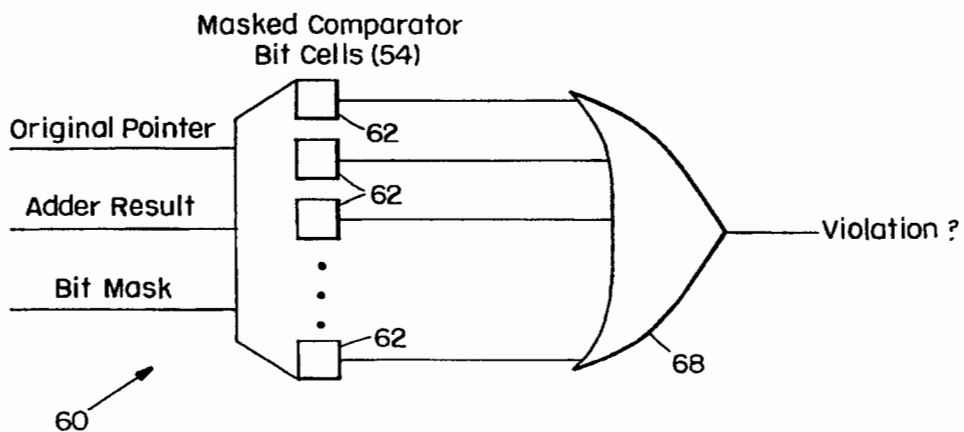 Masked Comparator
Bit Cells (54)
Original Pointer
62
62
Adder Result
Violation ?
Bit Mask
62
68
60